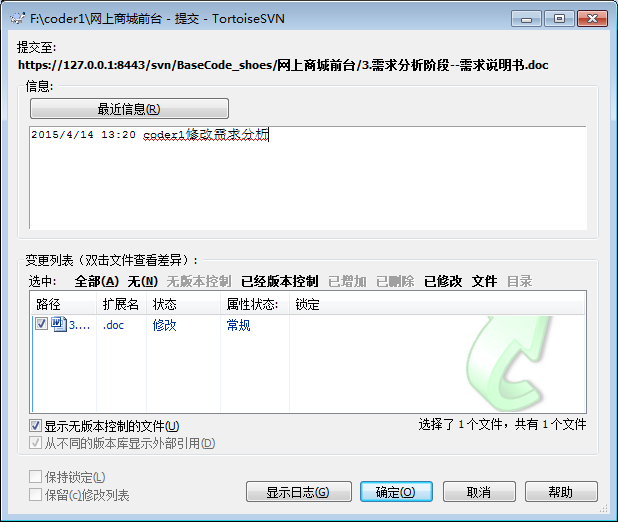 F:\coder1\网上商城前台 - 提交 - TortoiseSVN
提交至:
https://127.0.0.1:8443/svn/BaseCode_shoes/网上商城前台/3.需求分析阶段--需求说明书.doc
信息:
最近信息(R)
2015/4/14 13:20 coder1修改需求分析
变更列表（双击文件查看差异）:
选中: 全部(A) 无(N) 无版本控制 已经版本控制 已增加 已删除 已修改 文件 目录
路径 扩展名 状态 属性状态: 锁定
3.... .doc 修改 常规
显示无版本控制的文件(U) 选择了 1 个文件，共有 1 个文件
从不同的版本库显示外部引用(D)
保持锁定(L)
保留(c)修改列表
显示日志(G) 确定(O) 取消 帮助